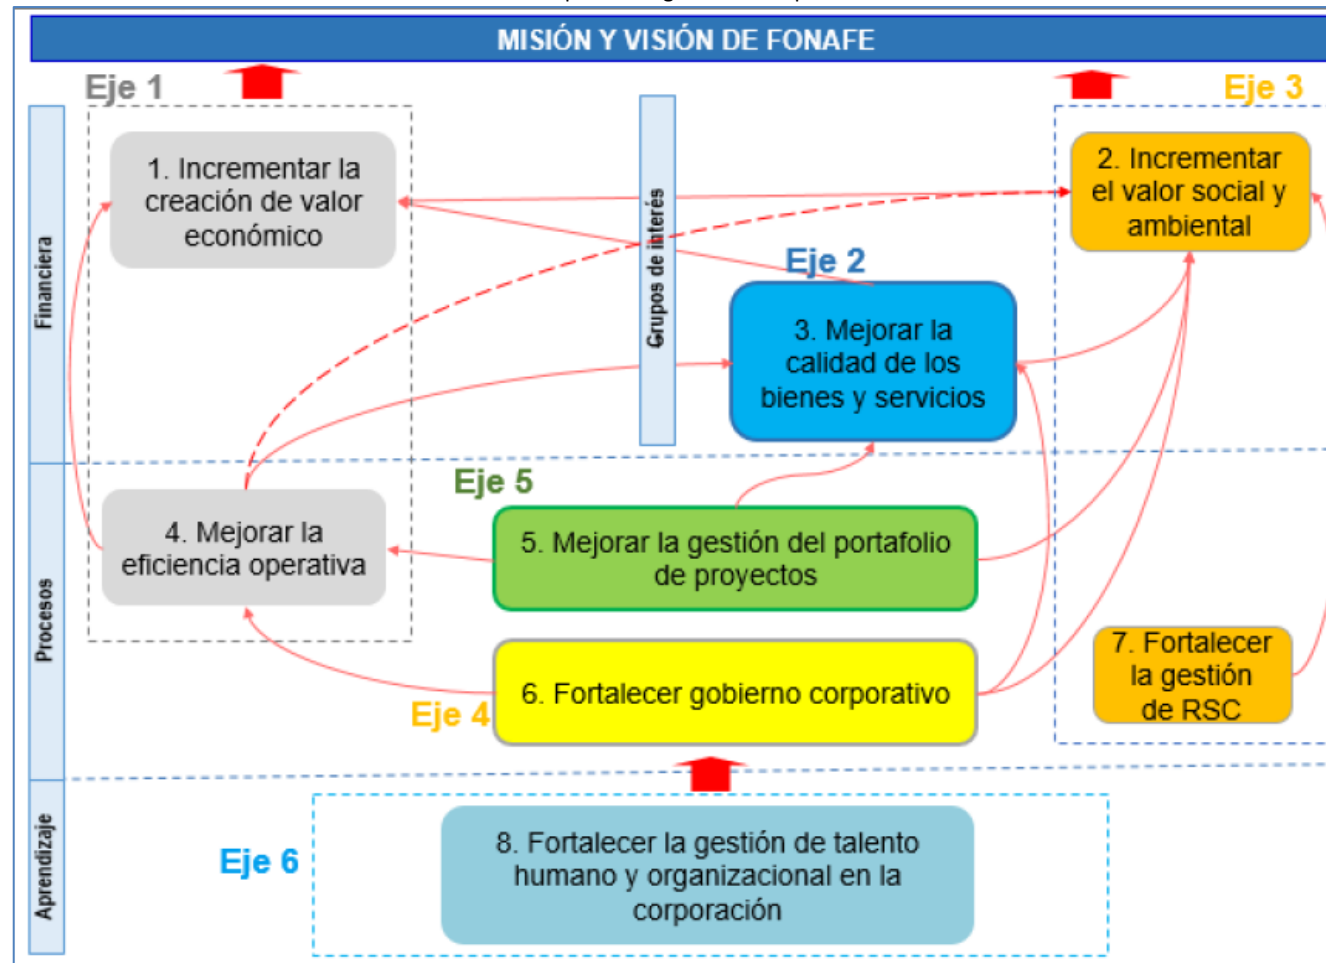 MISIÓN Y VISIÓN DE FONAFE
Eje 1
Eje 3
Financiera
1. Incrementar la
creación de valor
económico
Grupos de interés
2. Incrementar
el valor social y
ambiental
Eje 2
3. Mejorar la
calidad de los
bienes y servicios
Procesos
Eje 5
4. Mejorar la
eficiencia operativa
5. Mejorar la gestión del portafolio
de proyectos
6. Fortalecer gobierno corporativo
Eje 4
7. Fortalecer
la gestión
de RSC
Aprendizaje
Eje 6
8. Fortalecer la gestión de talento
humano y organizacional en la
corporación